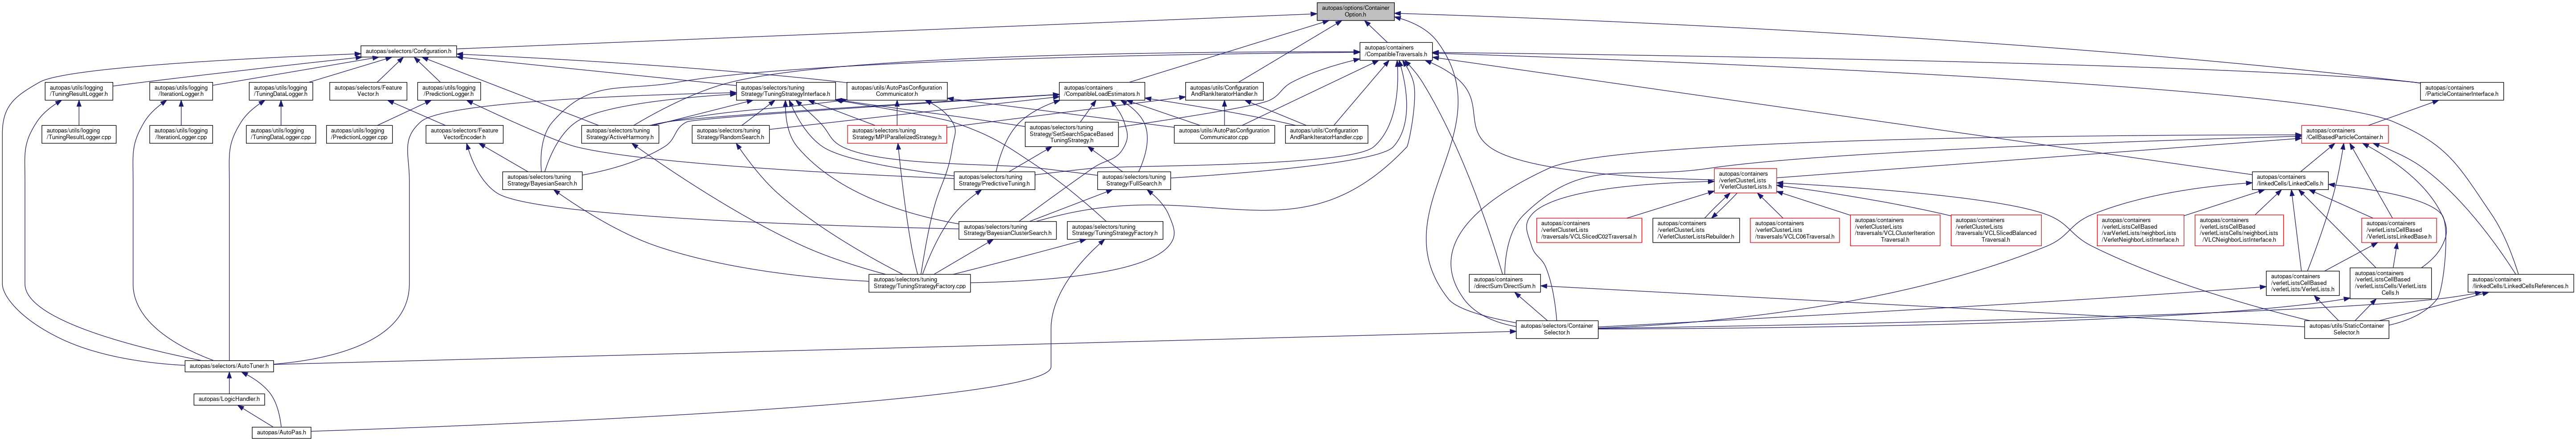 autopas/options/Container
Option.h
autopas/selectors/Configuration.h
autopas/containers
/CompatibleTraversals.h
autopas/utils/logging
/TuningResultLogger.h
autopas/utils/logging
/IterationLogger.h
autopas/utils/logging
/TuningDataLogger.h
autopas/selectors/Feature
Vector.h
autopas/utils/logging
/PredictionLogger.h
autopas/selectors/tuning
Strategy/TuningStrategyInterface.h
autopas/utils/AutoPasConfiguration
Communicator.h
autopas/containers
/CompatibleLoadEstimators.h
autopas/utils/Configuration
AndRankIteratorHandler.h
autopas/containers
/ParticleContainerInterface.h
autopas/utils/logging
/TuningResultLogger.cpp
autopas/utils/logging
/IterationLogger.cpp
autopas/utils/logging
/TuningDataLogger.cpp
autopas/utils/logging
/PredictionLogger.cpp
autopas/selectors/Feature
VectorEncoder.h
autopas/selectors/tuning
Strategy/ActiveHarmony.h
autopas/selectors/tuning
Strategy/RandomSearch.h
autopas/selectors/tuning
Strategy/MPIParallelizedStrategy.h
autopas/selectors/tuning
Strategy/SetSearchSpaceBased
TuningStrategy.h
autopas/utils/AutoPasConfiguration
Communicator.cpp
autopas/utils/Configuration
AndRankIteratorHandler.cpp
autopas/containers
/CellBasedParticleContainer.h
autopas/selectors/tuning
Strategy/BayesianSearch.h
autopas/selectors/tuning
Strategy/PredictiveTuning.h
autopas/selectors/tuning
Strategy/FullSearch.h
autopas/containers
/verletClusterLists
/VerletClusterLists.h
autopas/containers
/linkedCells/LinkedCells.h
autopas/selectors/tuning
Strategy/BayesianClusterSearch.h
autopas/selectors/tuning
Strategy/TuningStrategyFactory.h
autopas/containers
/verletClusterLists
/traversals/VCLSlicedC02Traversal.h
autopas/containers
/verletClusterLists
/VerletClusterListsRebuilder.h
autopas/containers
/verletClusterLists
/traversals/VCLC06Traversal.h
autopas/containers
/verletClusterLists
/traversals/VCLClusterIteration
Traversal.h
autopas/containers
/verletClusterLists
/traversals/VCLSlicedBalanced
Traversal.h
autopas/containers
/verletListsCellBased
/varVerletLists/neighborLists
/VerletNeighborListInterface.h
autopas/containers
/verletListsCellBased
/verletListsCells/neighborLists
/VLCNeighborListInterface.h
autopas/containers
/verletListsCellBased
/VerletListsLinkedBase.h
autopas/selectors/tuning
Strategy/TuningStrategyFactory.cpp
autopas/containers
/directSum/DirectSum.h
autopas/containers
/verletListsCellBased
/verletLists/VerletLists.h
autopas/containers
/verletListsCellBased
/verletListsCells/VerletLists
Cells.h
autopas/containers
/linkedCells/LinkedCellsReferences.h
autopas/selectors/Container
Selector.h
autopas/utils/StaticContainer
Selector.h
autopas/selectors/AutoTuner.h
autopas/LogicHandler.h
autopas/AutoPas.h